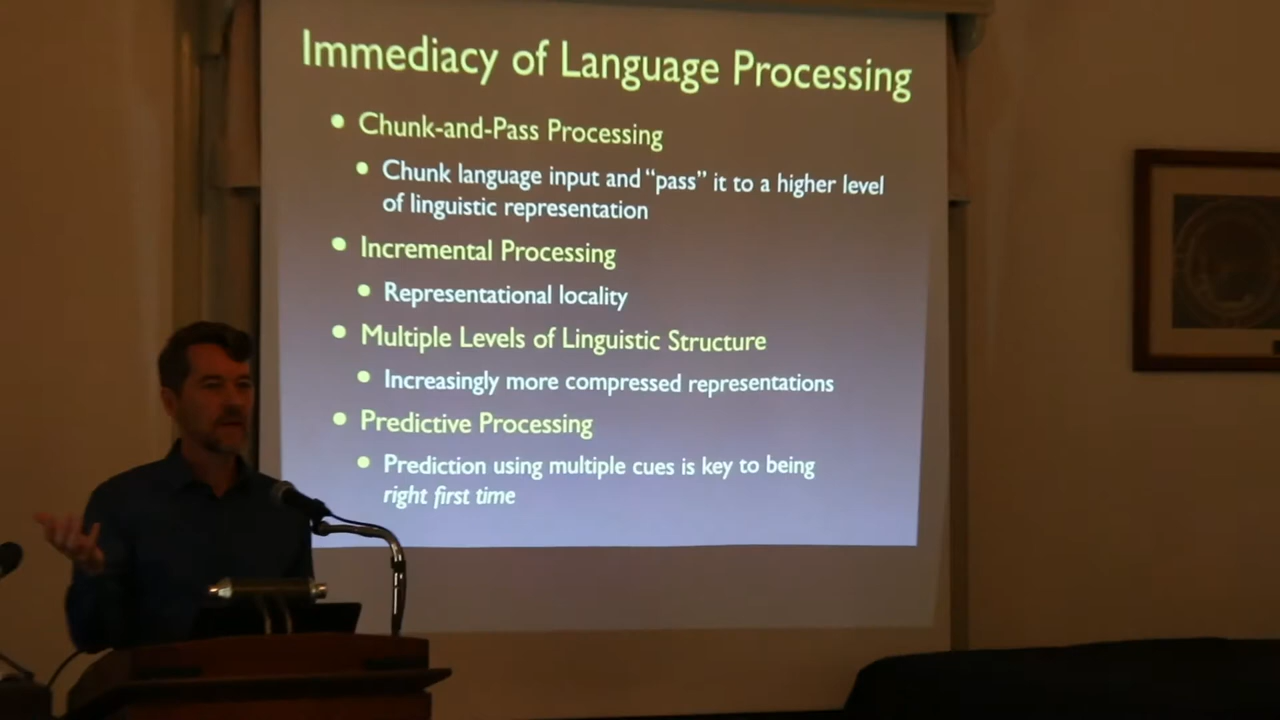 Immediacy of Language Processing
• Chunk-and-Pass Processing
• Chunk language input and “pass” it to a higher level
of linguistic representation
• Incremental Processing
• Representational locality
• Multiple Levels of Linguistic Structure
• Increasingly more compressed representations
• Predictive Processing
• Prediction using multiple cues is key to being
right first time